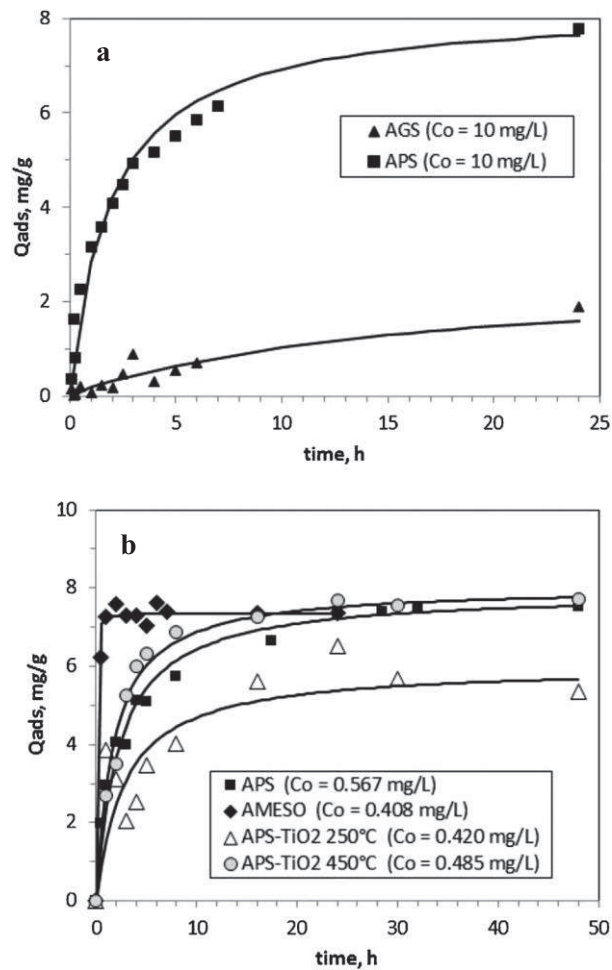 a
8
6
4
2
0
Qads, mg/g
AGS (Co = 10 mg/L)
APS (Co = 10 mg/L)
0 5 10 15 20 25
time, h
b
10
8
6
4
2
0
Qads, mg/g
APS (Co = 0.567 mg/L)
AMESO (Co = 0.408 mg/L)
APS-TiO2 250°C (Co = 0.420 mg/L)
APS-TiO2 450°C (Co = 0.485 mg/L)
0 10 20 30 40 50
time, h